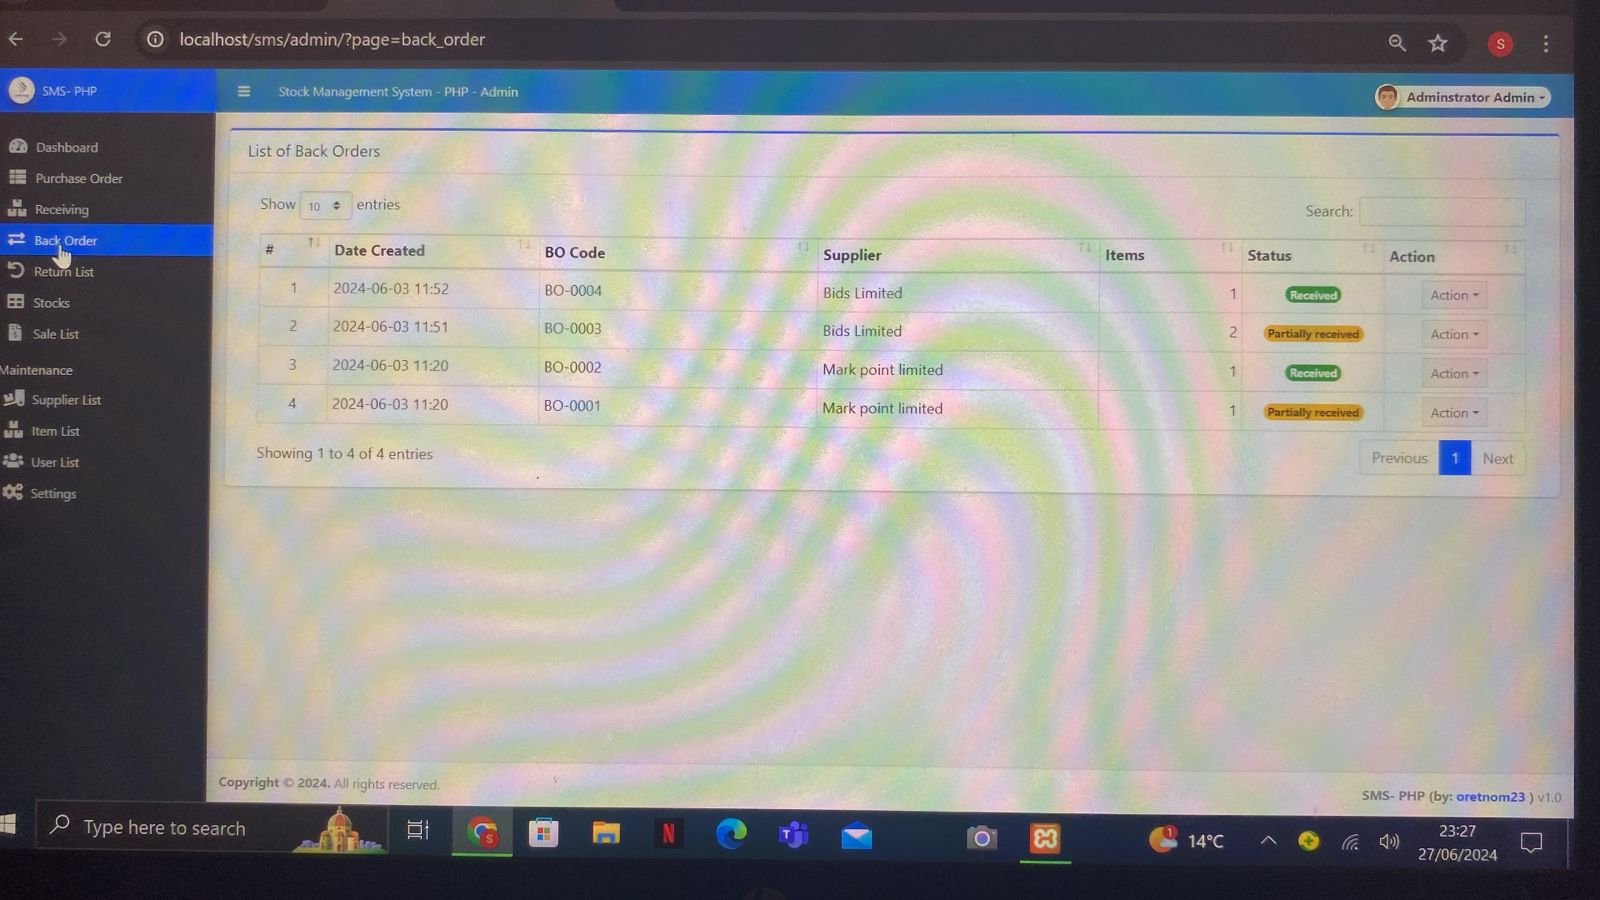 localhost/sms/admin/?page=back_order
S
SMS- PHP
Stock Management System - PHP - Admin
Adminstrator Admin
Dashboard
Purchase Order
Receiving
Back Order
Return List
Stocks
Sale List
Maintenance
Supplier List
Item List
User List
Settings
List of Back Orders
Show 10 entries
Search:
# Date Created BO Code Supplier Items Status Action
1 2024-06-03 11:52 BO-0004 Bids Limited 1 Received Action
2 2024-06-03 11:51 BO-0003 Bids Limited 2 Partially received Action
3 2024-06-03 11:20 BO-0002 Mark point limited 1 Received Action
4 2024-06-03 11:20 BO-0001 Mark point limited 1 Partially received Action
Showing 1 to 4 of 4 entries
Previous 1 Next
Copyright © 2024. All rights reserved.
SMS- PHP (by: oretnom23 ) v1.0
Type here to search
S
N
T
1
14°C
23:27
27/06/2024